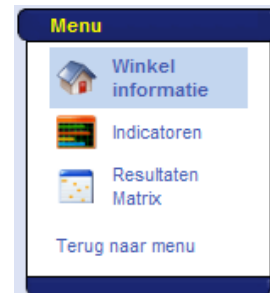 Menu
Winkel
informatie
Indicatoren
Resultaten
Matrix
Terug naar menu